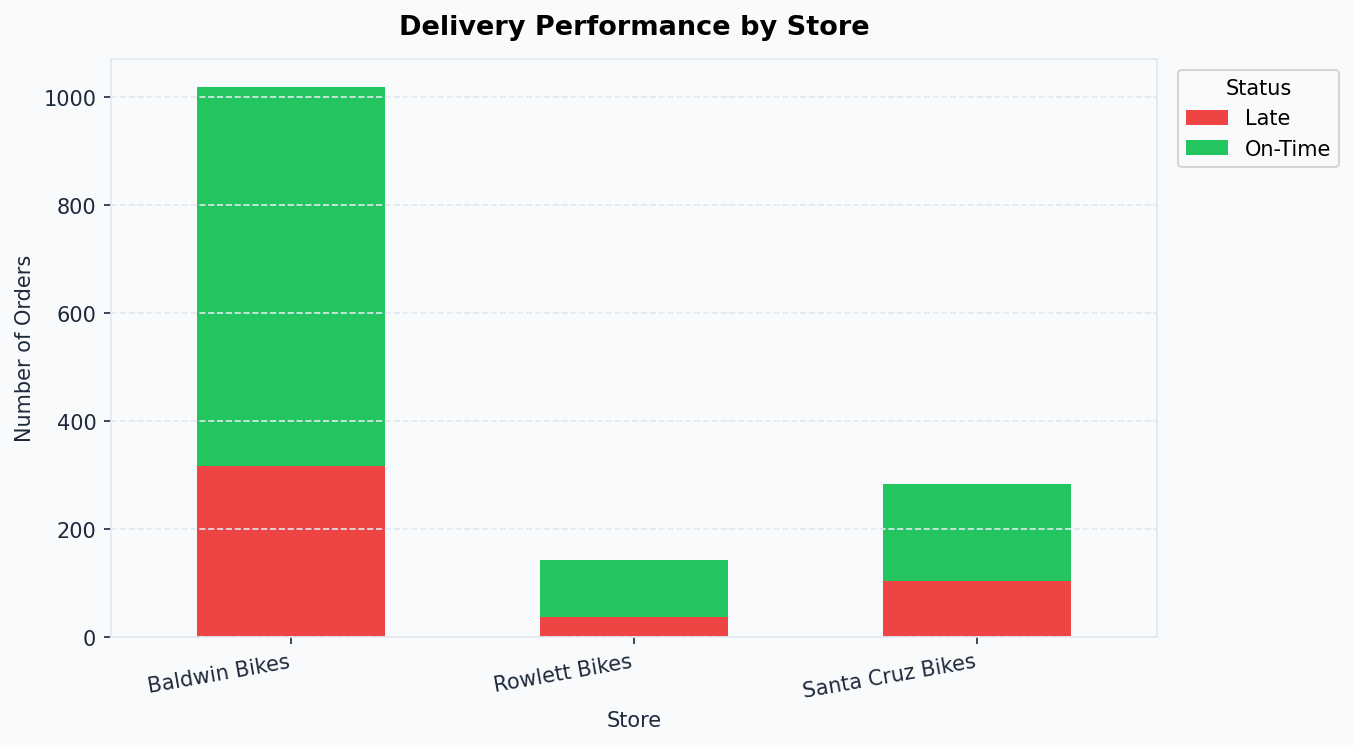 Delivery Performance by Store
Number of Orders
1000
800
600
400
200
0
Baldwin Bikes
Rowlett Bikes
Santa Cruz Bikes
Store
Status
Late
On-Time